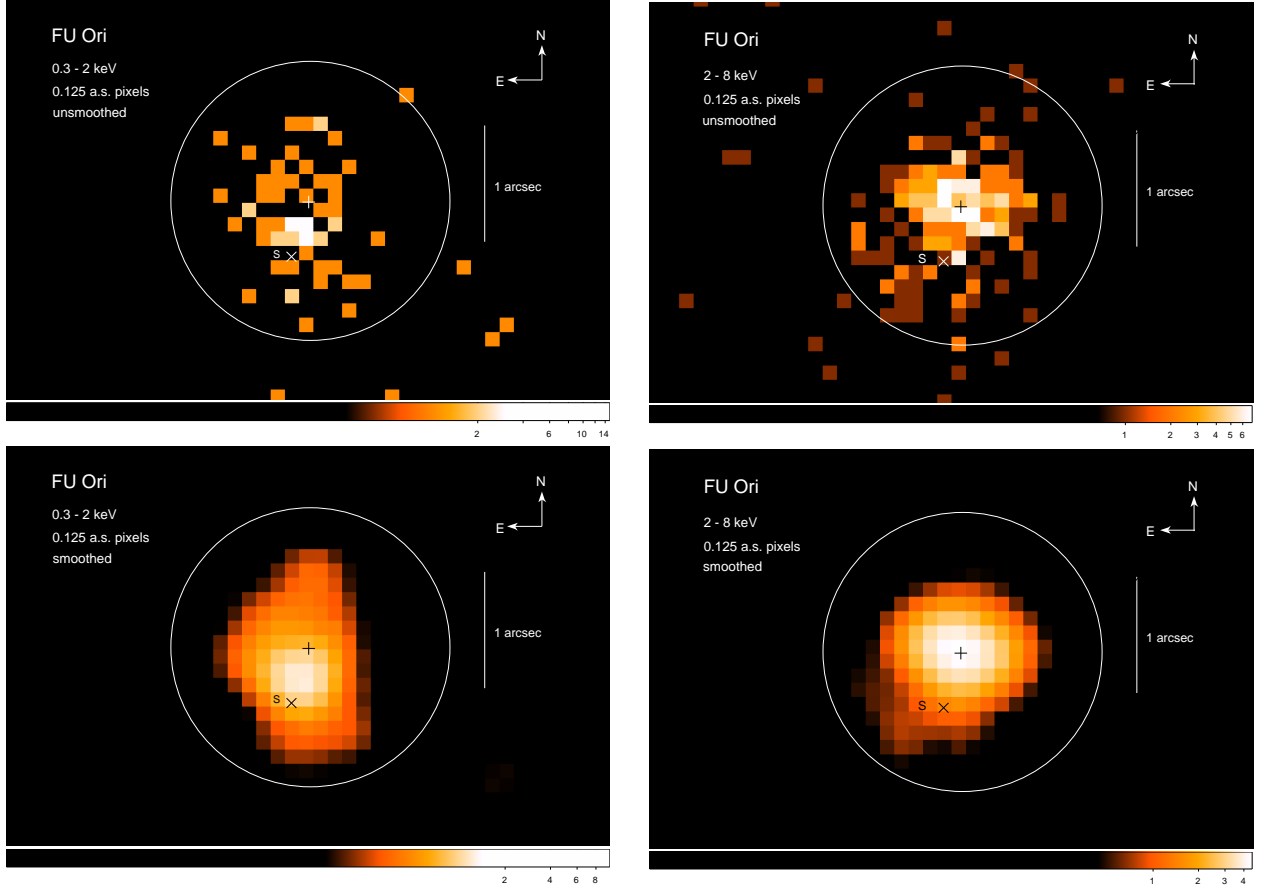 FU Ori
0.3 - 2 keV
0.125 a.s. pixels
unsmoothed
N
E
1 arcsec
S
2 6 10 14
FU Ori
2 - 8 keV
0.125 a.s. pixels
unsmoothed
N
E
1 arcsec
S
1 2 3 4 5 6
FU Ori
0.3 - 2 keV
0.125 a.s. pixels
smoothed
N
E
1 arcsec
S
2 4 6 8
FU Ori
2 - 8 keV
0.125 a.s. pixels
smoothed
N
E
1 arcsec
S
1 2 3 4